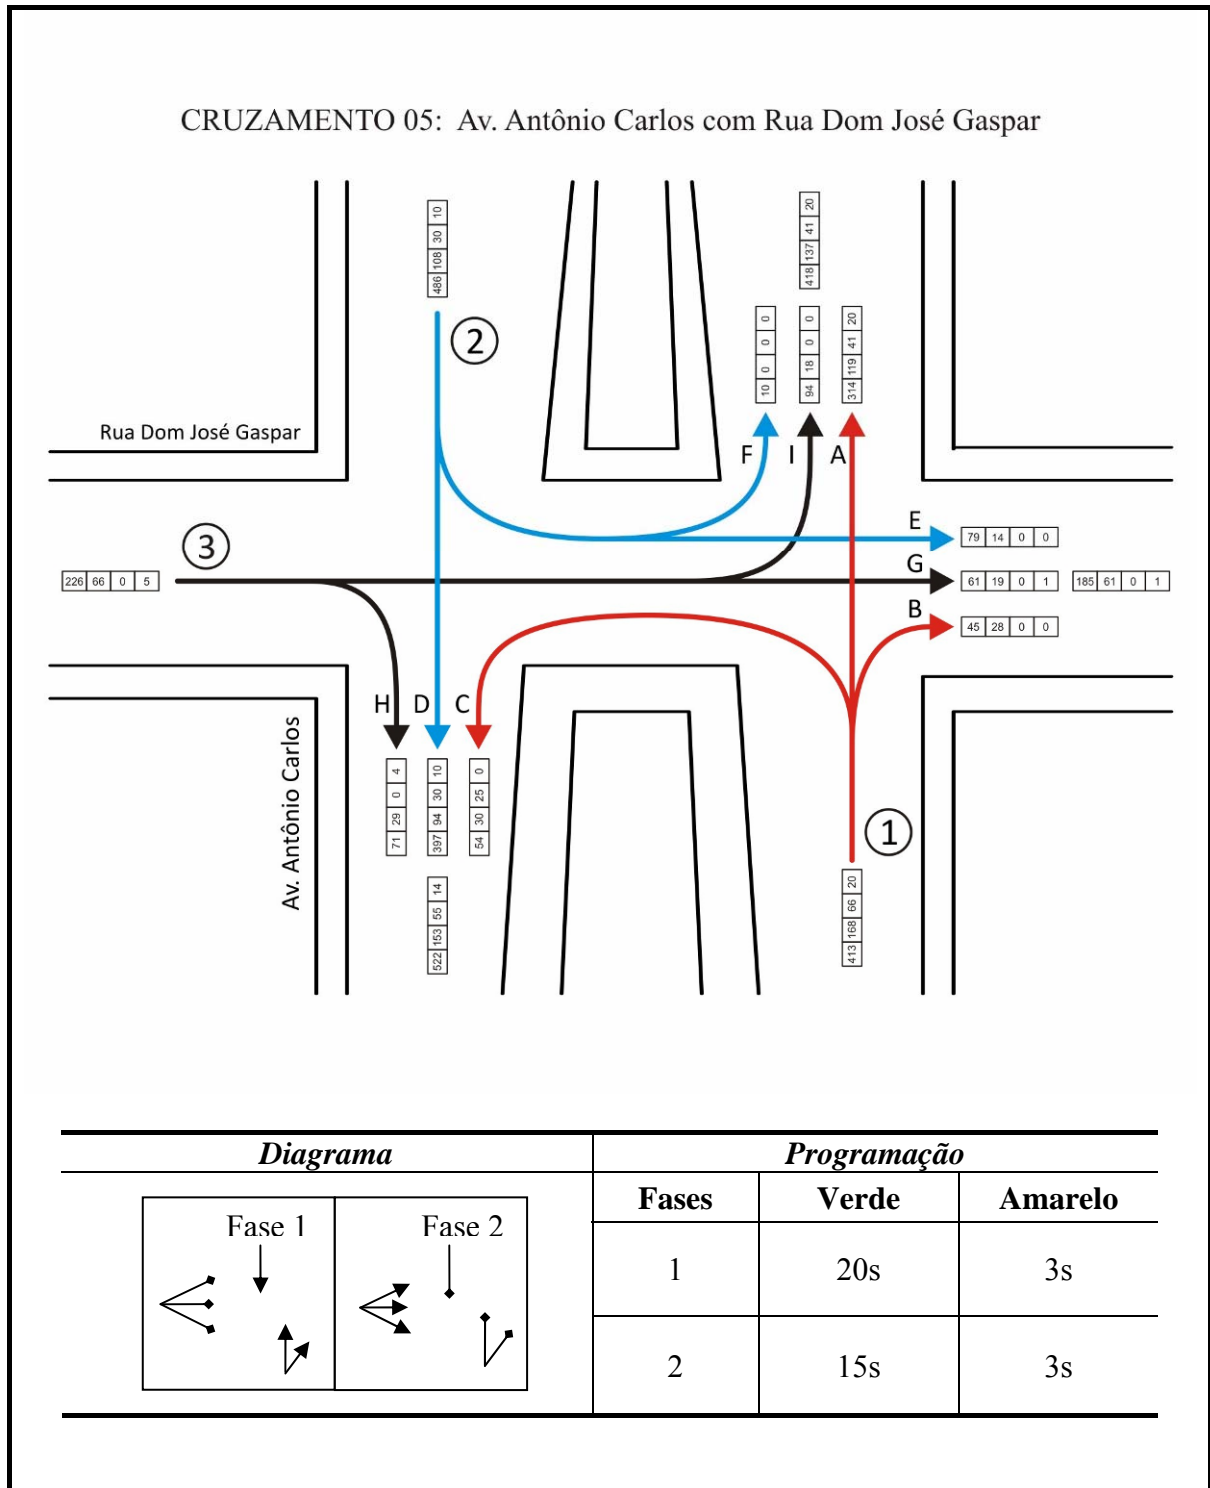 CRUZAMENTO 05: Av. Antônio Carlos com Rua Dom José Gaspar
486 108 30 10
418 137 41 20
2
10 0 0 0
94 18 0 0
314 119 41 20
Rua Dom José Gaspar
F I A
E
79 14 0 0
3
G
226 66 0 5
61 19 0 1
185 61 0 1
B
45 28 0 0
H D C
Av. Antônio Carlos
71 29 0 4
397 94 30 10
54 30 25 0
1
522 153 55 14
413 168 66 20
Diagrama Programação
Fases Verde Amarelo
Fase 1 Fase 2
1 20s 3s
2 15s 3s